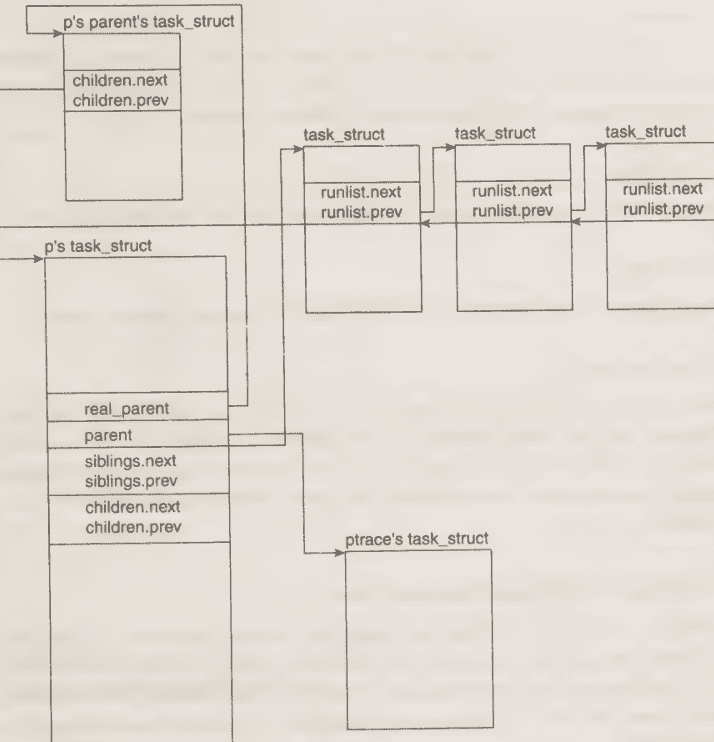 p's parent's task_struct
children.next
children.prev
task_struct
task_struct
task_struct
runlist.next
runlist.prev
runlist.next
runlist.prev
runlist.next
runlist.prev
p's task_struct
real_parent
parent
siblings.next
siblings.prev
children.next
children.prev
ptrace's task_struct